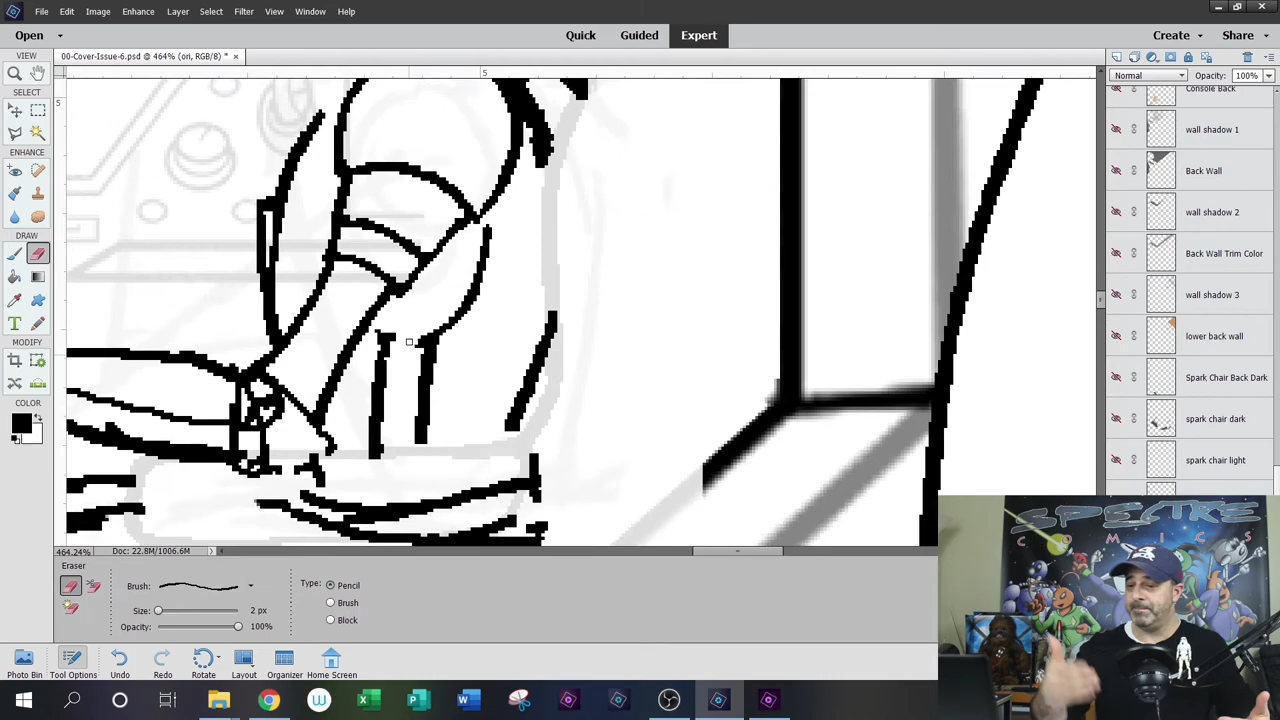 File Edit Image Enhance Layer Select Filter View Window Help
Open Quick Guided Expert Create Share
VIEW 00-Cover-Issue-6.psd @ 464% (ori, RGB/8) * ×
5
SELECT
ENHANCE
DRAW
MODIFY
COLOR
5
Normal Opacity: 100%
Console Back
wall shadow 1
Back Wall
wall shadow 2
Back Wall Trim Color
wall shadow 3
lower back wall
Spark Chair Back Dark
spark chair dark
spark chair light
464.24% Doc: 22.8M/1006.6M
Eraser
Brush:
Size: 2 px
Opacity: 100%
Type: Pencil
Brush
Block
SPECTRE
COMICS
Photo Bin Tool Options Undo Redo Rotate Layout Organizer Home Screen